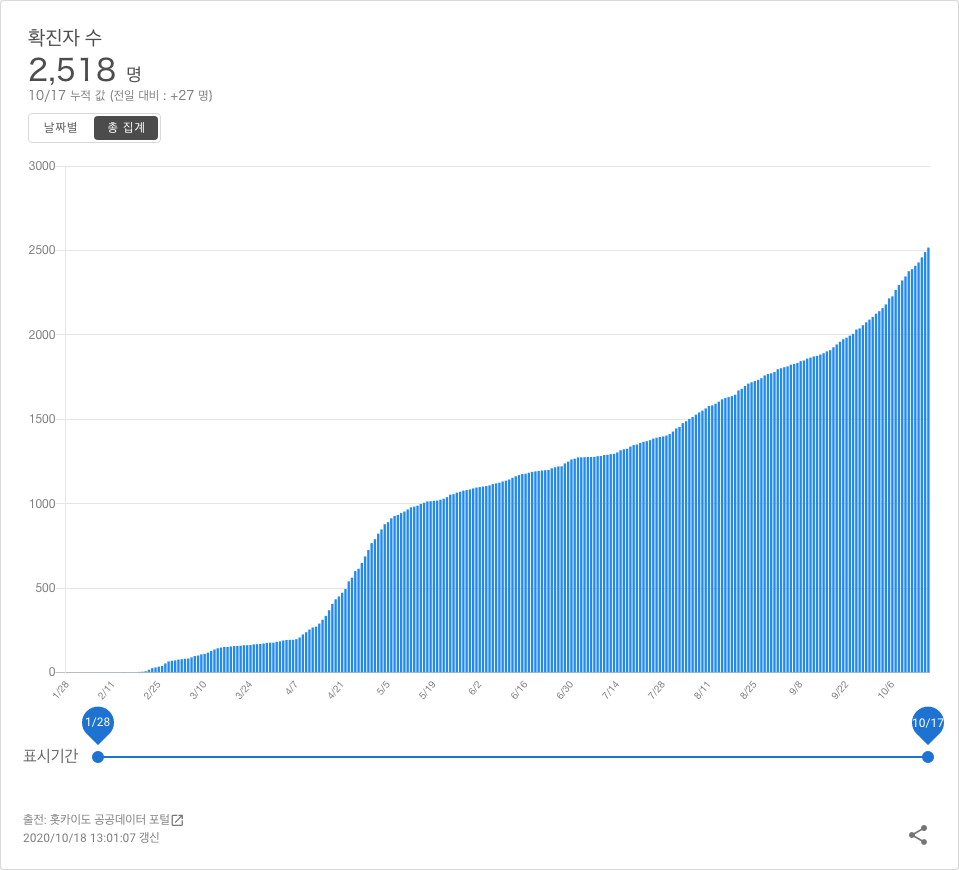 확진자 수
2,518 명
10/17 누적 값 (전일 대비 : +27 명)
날짜별 총 집계
3000
2500
2000
1500
1000
500
0
1/28 2/11 2/25 3/10 3/24 4/7 4/21 5/5 5/19 6/2 6/16 6/30 7/14 7/28 8/11 8/25 9/8 9/22 10/6
1/28 10/17
표시기간
출전: 홋카이도 공공데이터 포털
2020/10/18 13:01:07 갱신